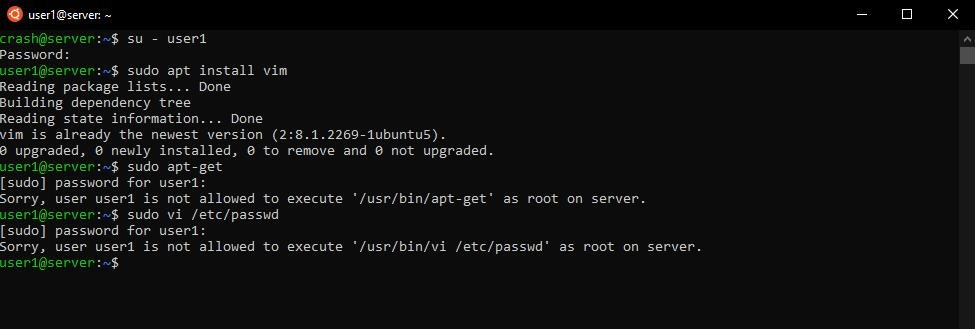 user1@server: ~
crash@server:~$ su - user1
Password:
user1@server:~$ sudo apt install vim
Reading package lists... Done
Building dependency tree
Reading state information... Done
vim is already the newest version (2:8.1.2269-1ubuntu5).
0 upgraded, 0 newly installed, 0 to remove and 0 not upgraded.
user1@server:~$ sudo apt-get
[sudo] password for user1:
Sorry, user user1 is not allowed to execute '/usr/bin/apt-get' as root on server.
user1@server:~$ sudo vi /etc/passwd
[sudo] password for user1:
Sorry, user user1 is not allowed to execute '/usr/bin/vi /etc/passwd' as root on server.
user1@server:~$